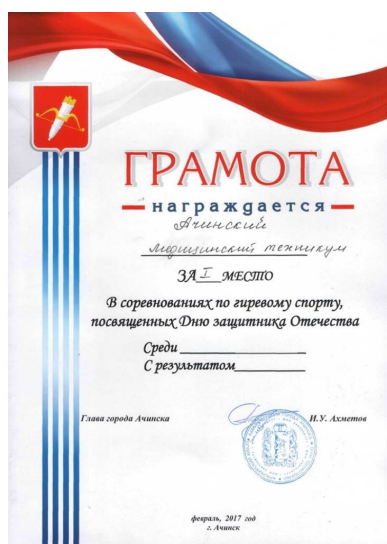 ГРАМОТА
награждается
Ачинский
медицинский техникум
ЗА I МЕСТО
В соревнованиях по гиревому спорту,
посвященных Дню защитника Отечества
Среди
С результатом
Глава города Ачинска И.У. Ахметов
февраль, 2017 год
г. Ачинск